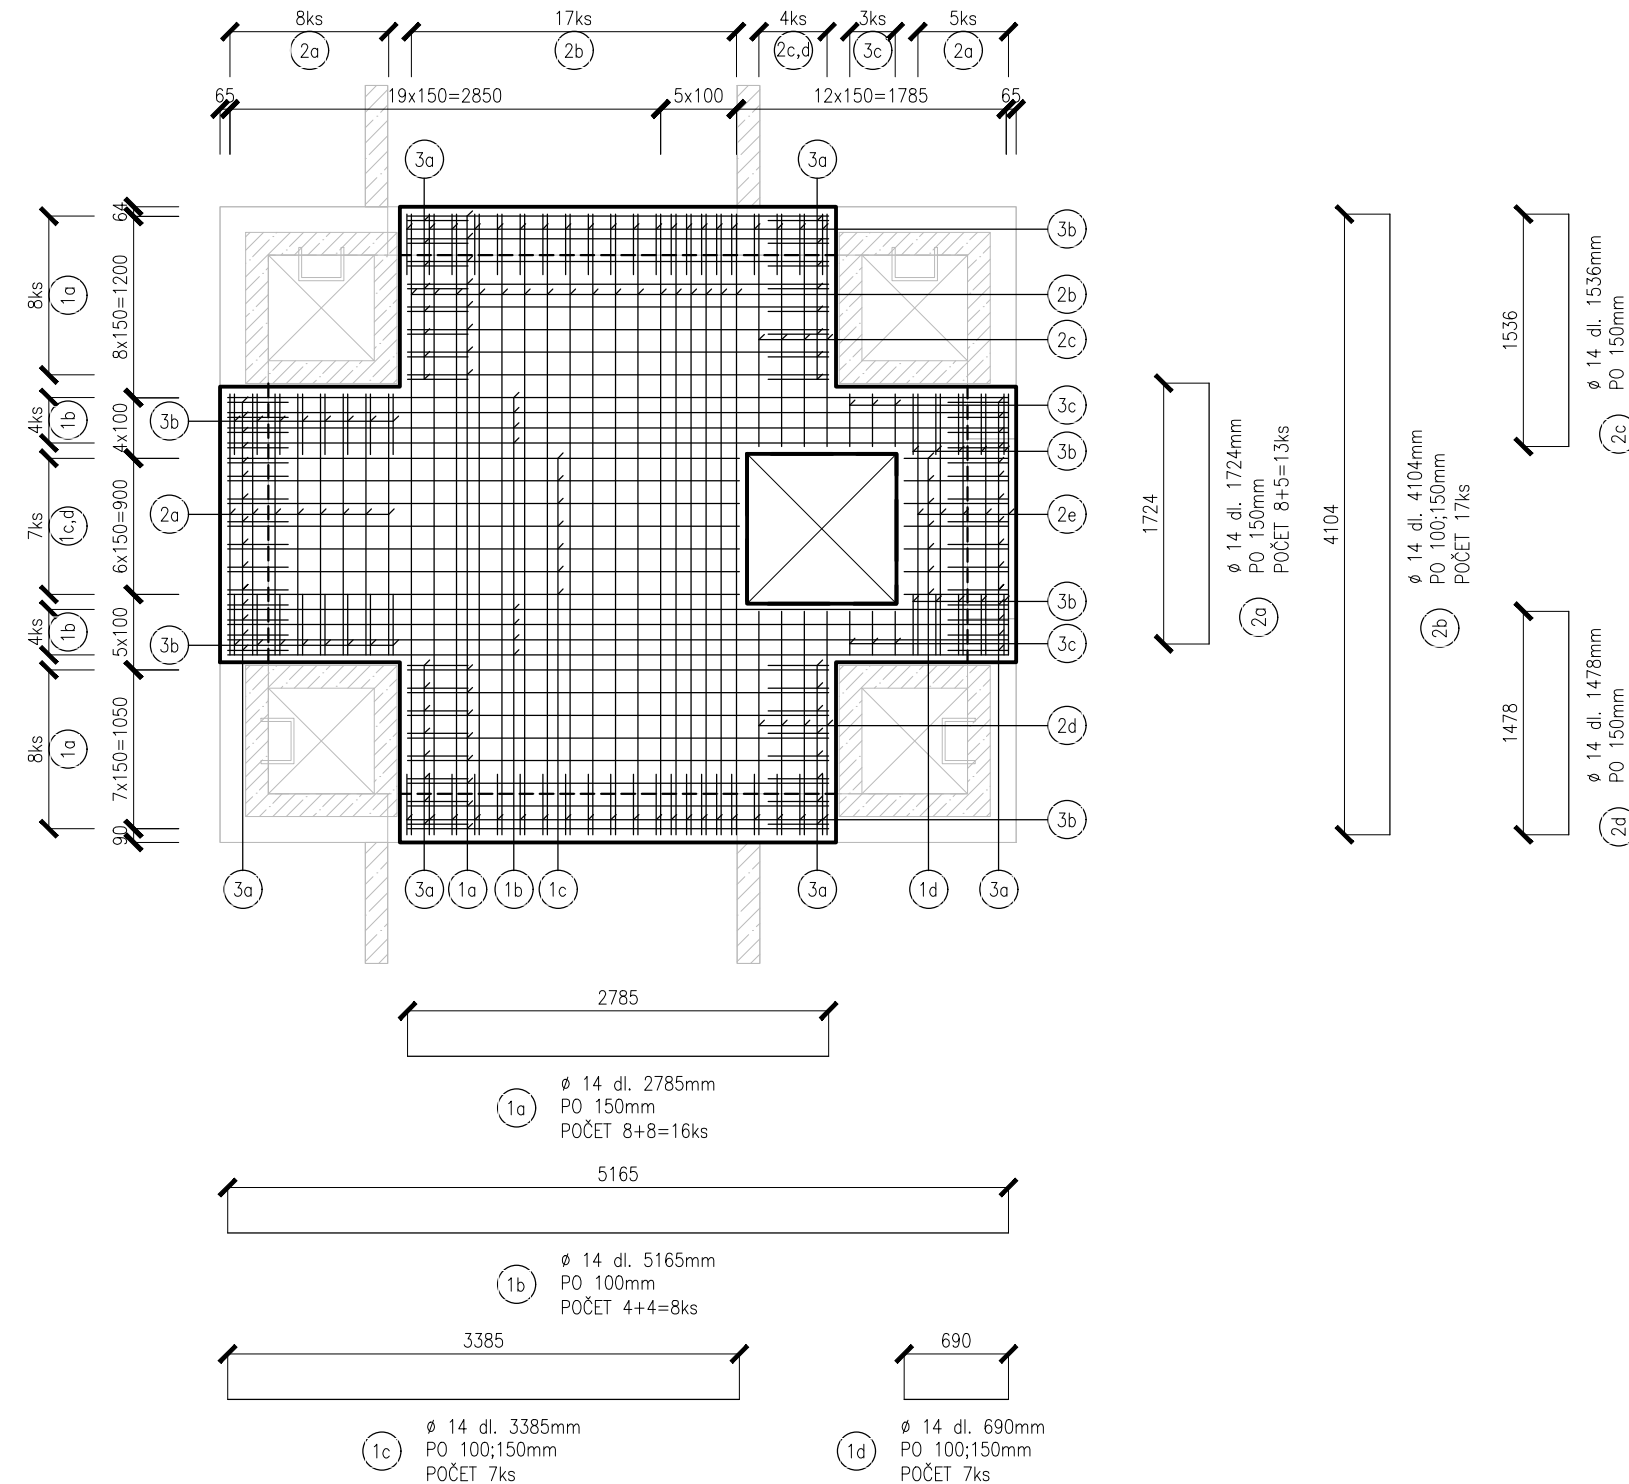 8ks
17ks
4ks
3ks
5ks
2a
2b
2c,d
3c
2a
65
19x150=2850
5x100
12x150=1785
65
3a
3a
64
8x150=1200
4x100
6x150=900
5x100
7x150=1050
90
8ks
1a
4ks
1b
7ks
1c,d
4ks
1b
8ks
1a
3b
2a
3b
3b
2b
2c
3c
3b
2e
3b
3c
2d
3b
3a
3a
1a
1b
1c
3a
1d
3a
1724
ø 14 dl. 1724mm
PO 150mm
POČET 8+5=13ks
2a
4104
ø 14 dl. 4104mm
PO 100;150mm
POČET 17ks
2b
1536
ø 14 dl. 1536mm
PO 150mm
2c
1478
ø 14 dl. 1478mm
PO 150mm
2d
2785
1a
ø 14 dl. 2785mm
PO 150mm
POČET 8+8=16ks
5165
1b
ø 14 dl. 5165mm
PO 100mm
POČET 4+4=8ks
3385
1c
ø 14 dl. 3385mm
PO 100;150mm
POČET 7ks
690
1d
ø 14 dl. 690mm
PO 100;150mm
POČET 7ks